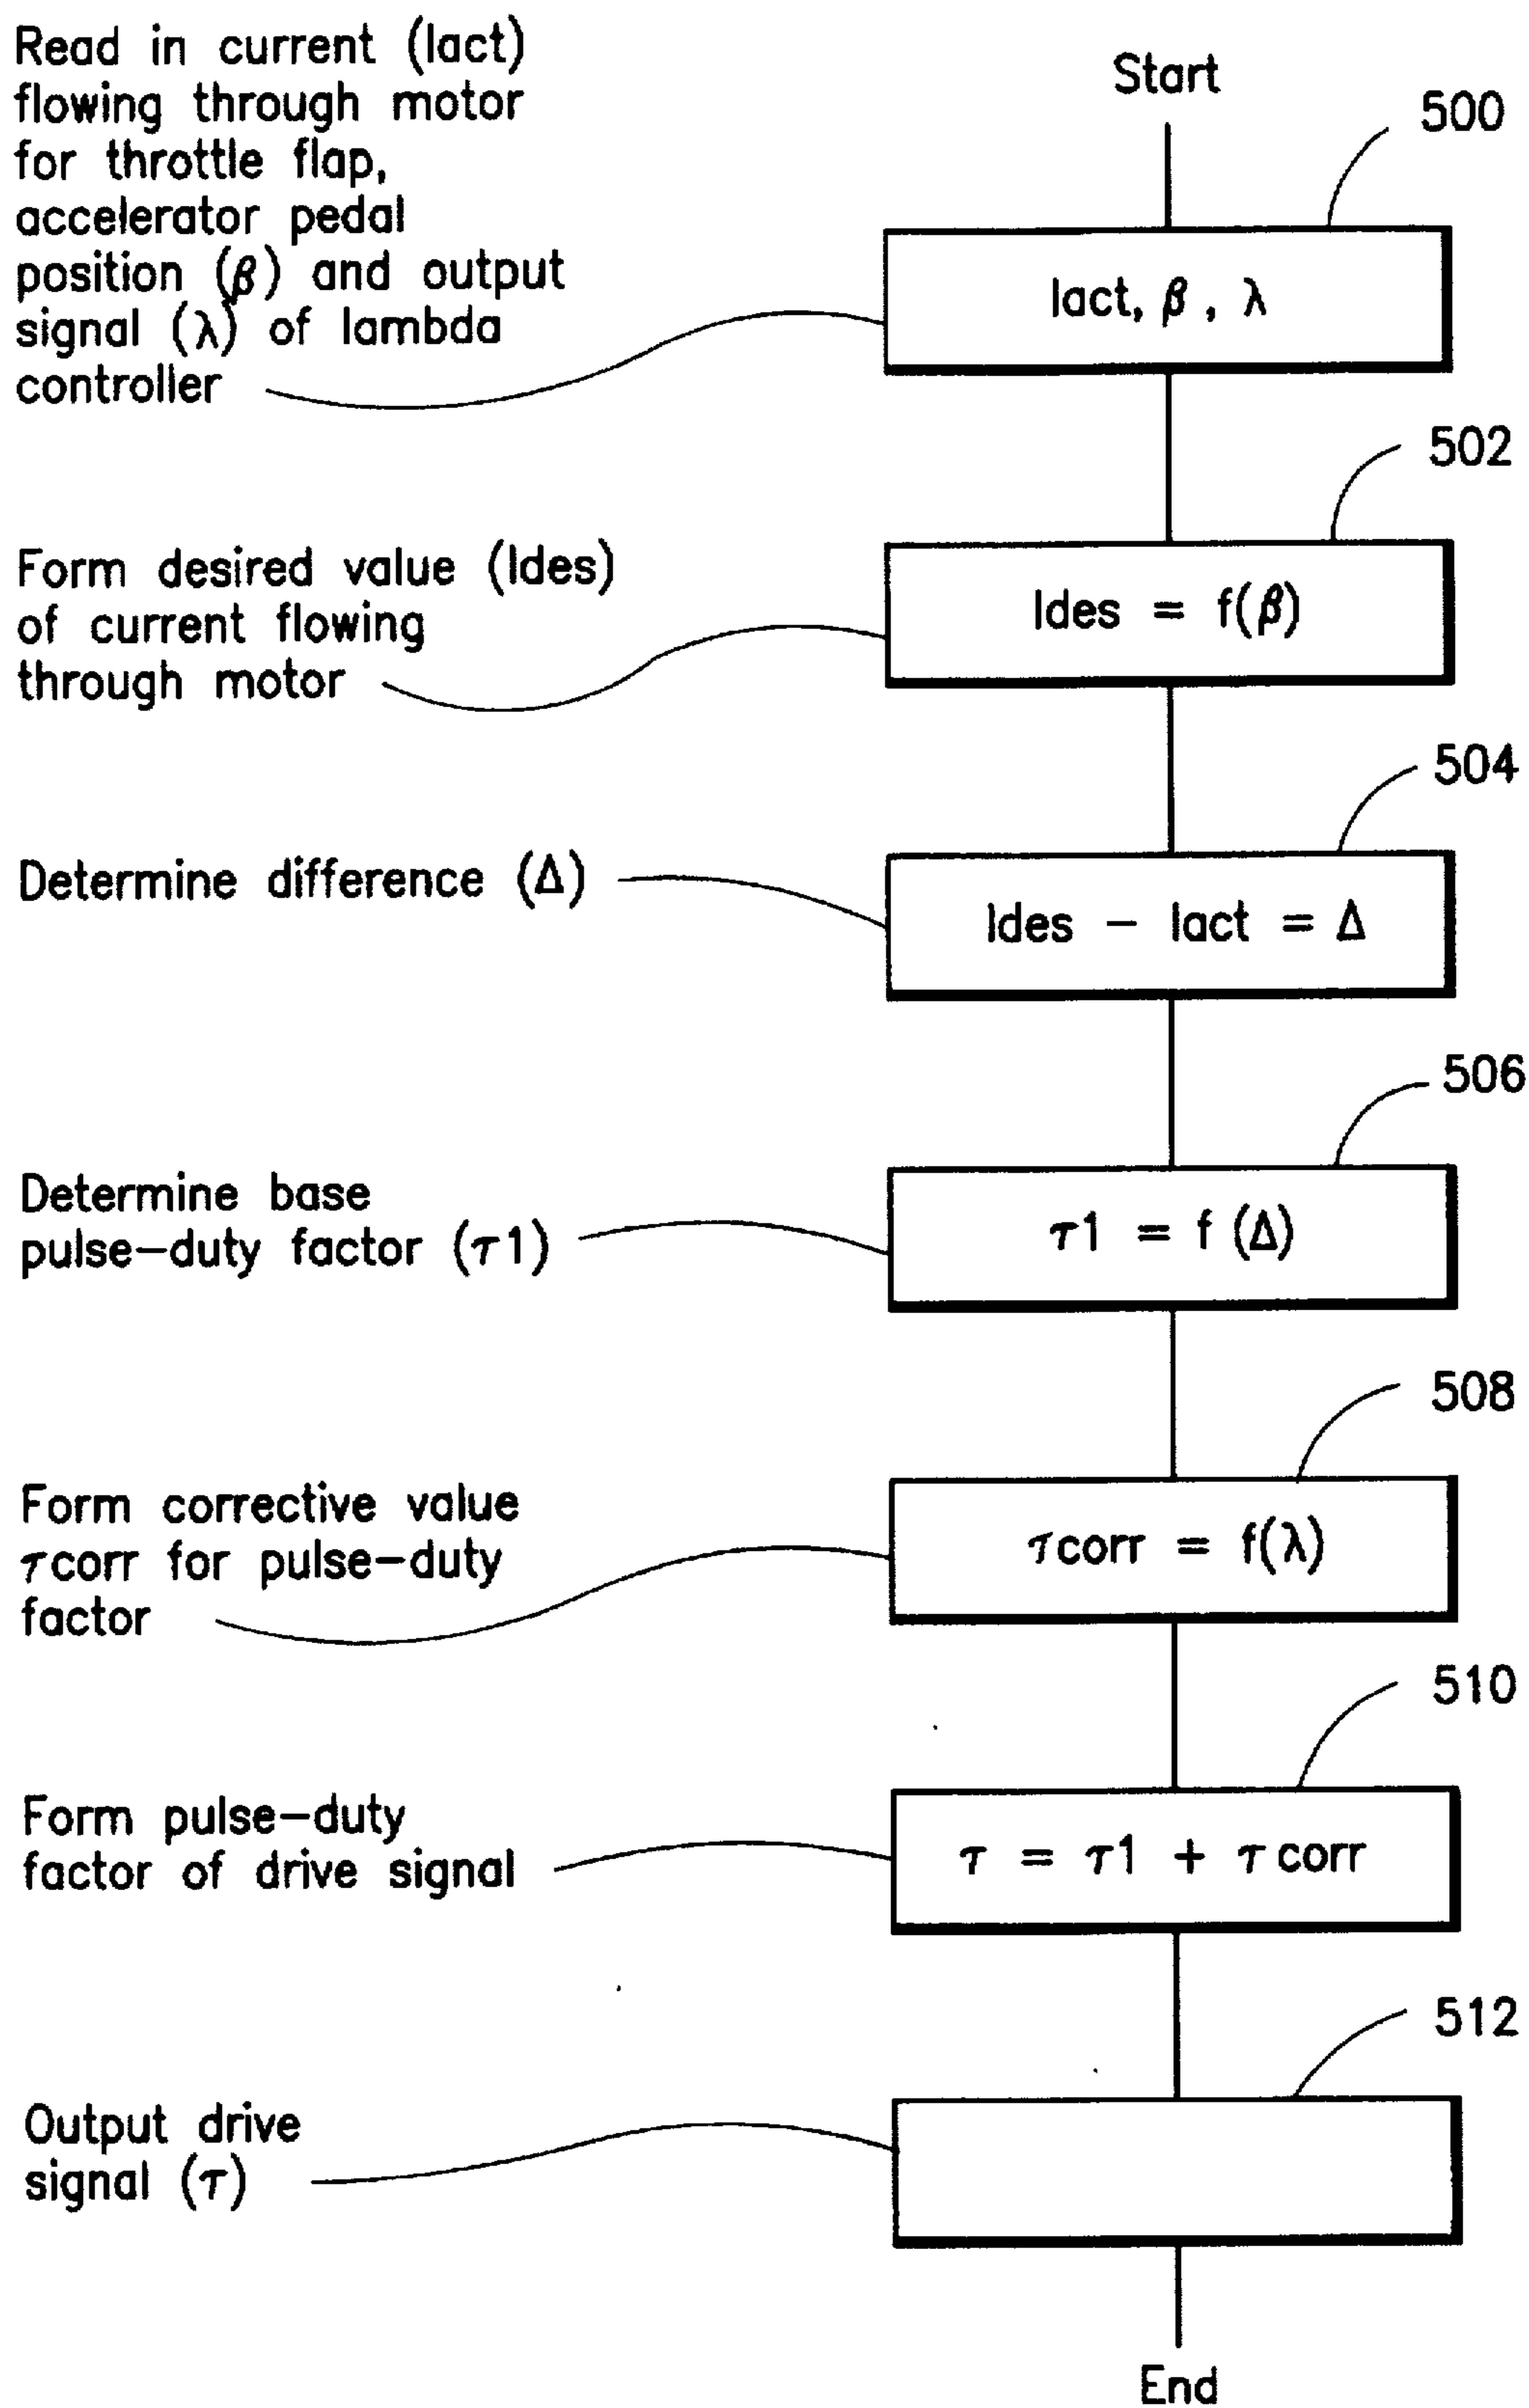 Read in current (Iact)
flowing through motor
for throttle flap,
accelerator pedal
position (β) and output
signal (λ) of lambda
controller
Start
500
Iact, β, λ
502
Form desired value (Ides)
of current flowing
through motor
Ides = f(β)
504
Determine difference (Δ)
Ides − Iact = Δ
506
Determine base
pulse−duty factor (τ1)
τ1 = f (Δ)
508
Form corrective value
τcorr for pulse−duty
factor
τcorr = f(λ)
510
Form pulse−duty
factor of drive signal
τ = τ1 + τcorr
512
Output drive
signal (τ)
End